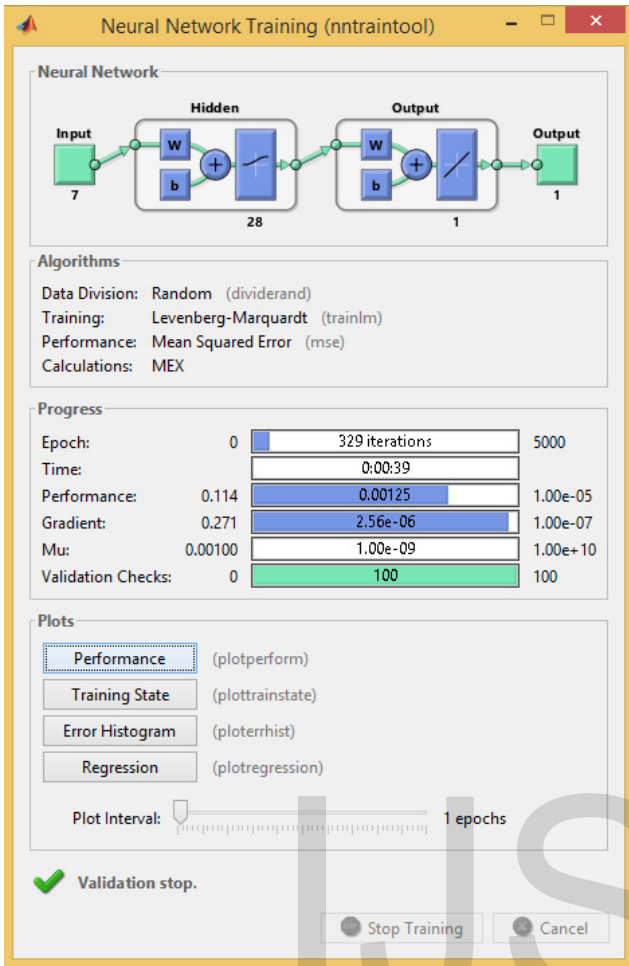 Neural Network Training (nntraintool)
Neural Network
Hidden Output
Input Output
W W
+ +
b b
7 1
28 1
Algorithms
Data Division: Random (dividerand)
Training: Levenberg-Marquardt (trainlm)
Performance: Mean Squared Error (mse)
Calculations: MEX
Progress
Epoch: 0 329 iterations 5000
Time: 0:00:39
Performance: 0.114 0.00125 1.00e-05
Gradient: 0.271 2.56e-06 1.00e-07
Mu: 0.00100 1.00e-09 1.00e+10
Validation Checks: 0 100 100
Plots
Performance (plotperform)
Training State (plottrainstate)
Error Histogram (ploterrhist)
Regression (plotregression)
Plot Interval: 1 epochs
Validation stop.
Stop Training Cancel
IJS